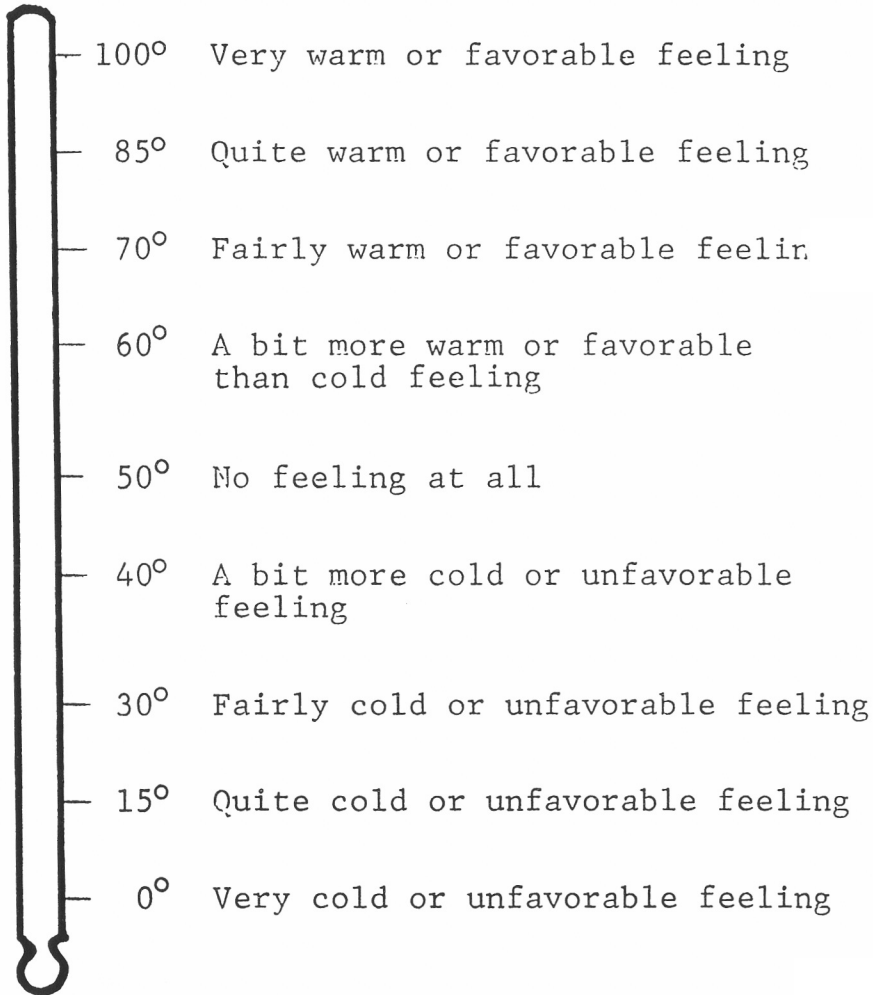 100° Very warm or favorable feeling
85° Quite warm or favorable feeling
70° Fairly warm or favorable feelin
60° A bit more warm or favorable
than cold feeling
50° No feeling at all
40° A bit more cold or unfavorable
feeling
30° Fairly cold or unfavorable feeling
15° Quite cold or unfavorable feeling
0° Very cold or unfavorable feeling